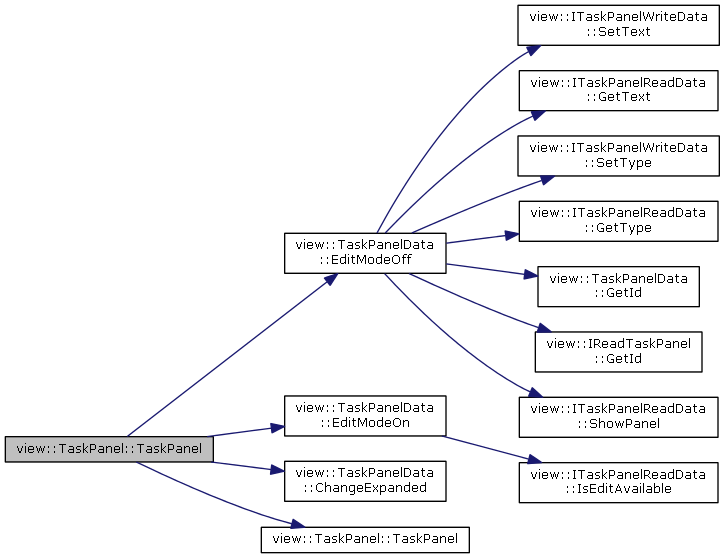 view::ITaskPanelWriteData
::SetText
view::ITaskPanelReadData
::GetText
view::ITaskPanelWriteData
::SetType
view::ITaskPanelReadData
::GetType
view::TaskPanelData
::EditModeOff
view::TaskPanelData
::GetId
view::IReadTaskPanel
::GetId
view::ITaskPanelReadData
::ShowPanel
view::TaskPanelData
::EditModeOn
view::TaskPanel::TaskPanel
view::ITaskPanelReadData
::IsEditAvailable
view::TaskPanelData
::ChangeExpanded
view::TaskPanel::TaskPanel